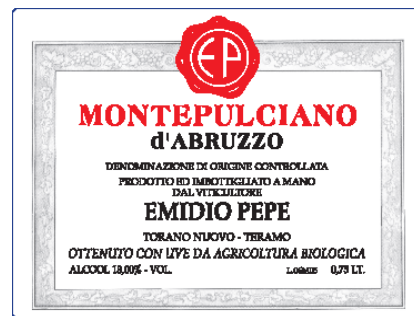 EP
MONTEPULCIANO
d'ABRUZZO
DENOMINAZIONE DI ORIGINE CONTROLLATA
PRODOTTO ED IMBOTTIGLIATO A MANO
DAL VITICULTORE
EMIDIO PEPE
TORANO NUOVO - TERAMO
OTTENUTO CON UVE DA AGRICOLTURA BIOLOGICA
ALCOOL 13,00% - VOL. 0,75 LT.